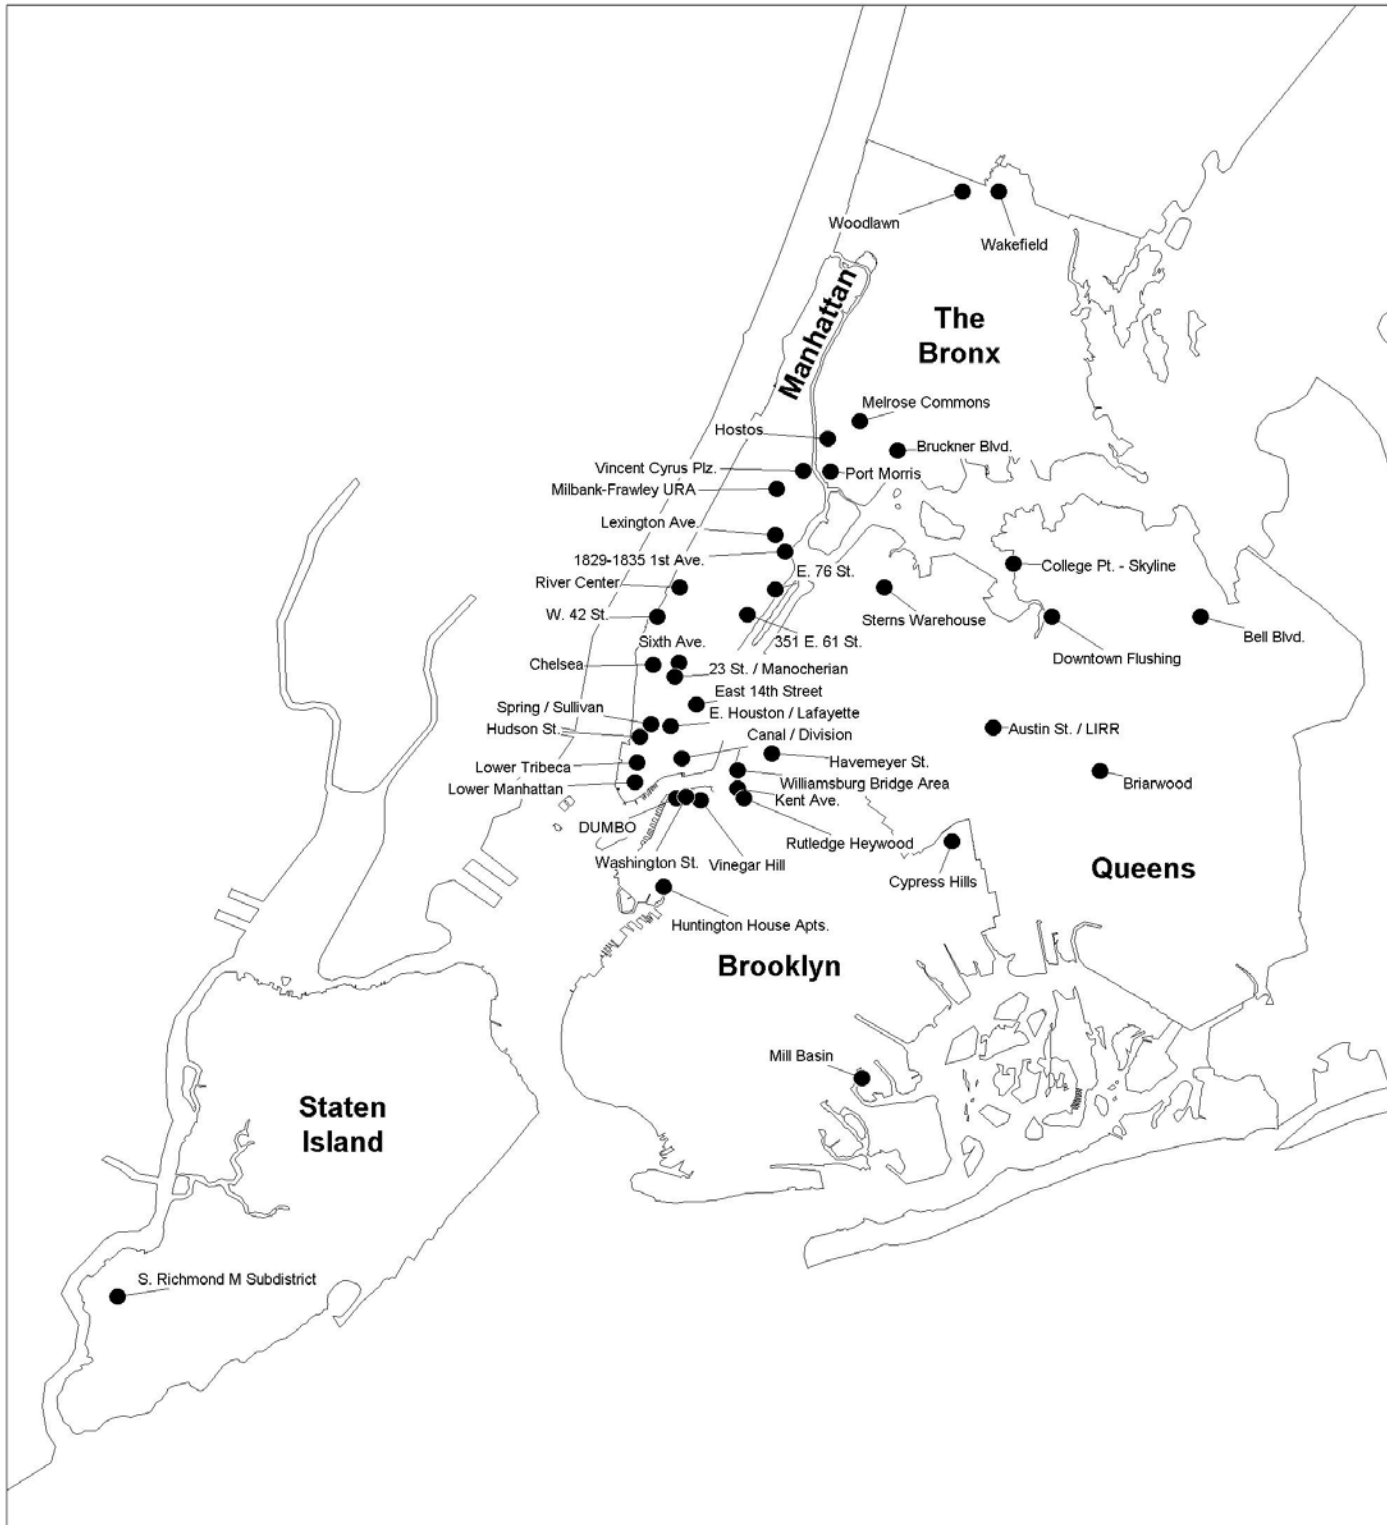 Woodlawn
Wakefield
Manhattan
The
Bronx
Melrose Commons
Hostos
Bruckner Blvd.
Vincent Cyrus Plz.
Port Morris
Milbank-Frawley URA
Lexington Ave.
1829-1835 1st Ave.
E. 76 St.
College Pt. - Skyline
River Center
W. 42 St.
Sterns Warehouse
Bell Blvd.
Sixth Ave.
351 E. 61 St.
Downtown Flushing
Chelsea
23 St. / Manocherian
East 14th Street
Spring / Sullivan
E. Houston / Lafayette
Hudson St.
Canal / Division
Austin St. / LIRR
Lower Tribeca
Havemeyer St.
Williamsburg Bridge Area
Briarwood
Lower Manhattan
Kent Ave.
DUMBO
Rutledge Heywood
Washington St.
Vinegar Hill
Cypress Hills
Queens
Huntington House Apts.
Brooklyn
Mill Basin
Staten
Island
S. Richmond M Subdistrict